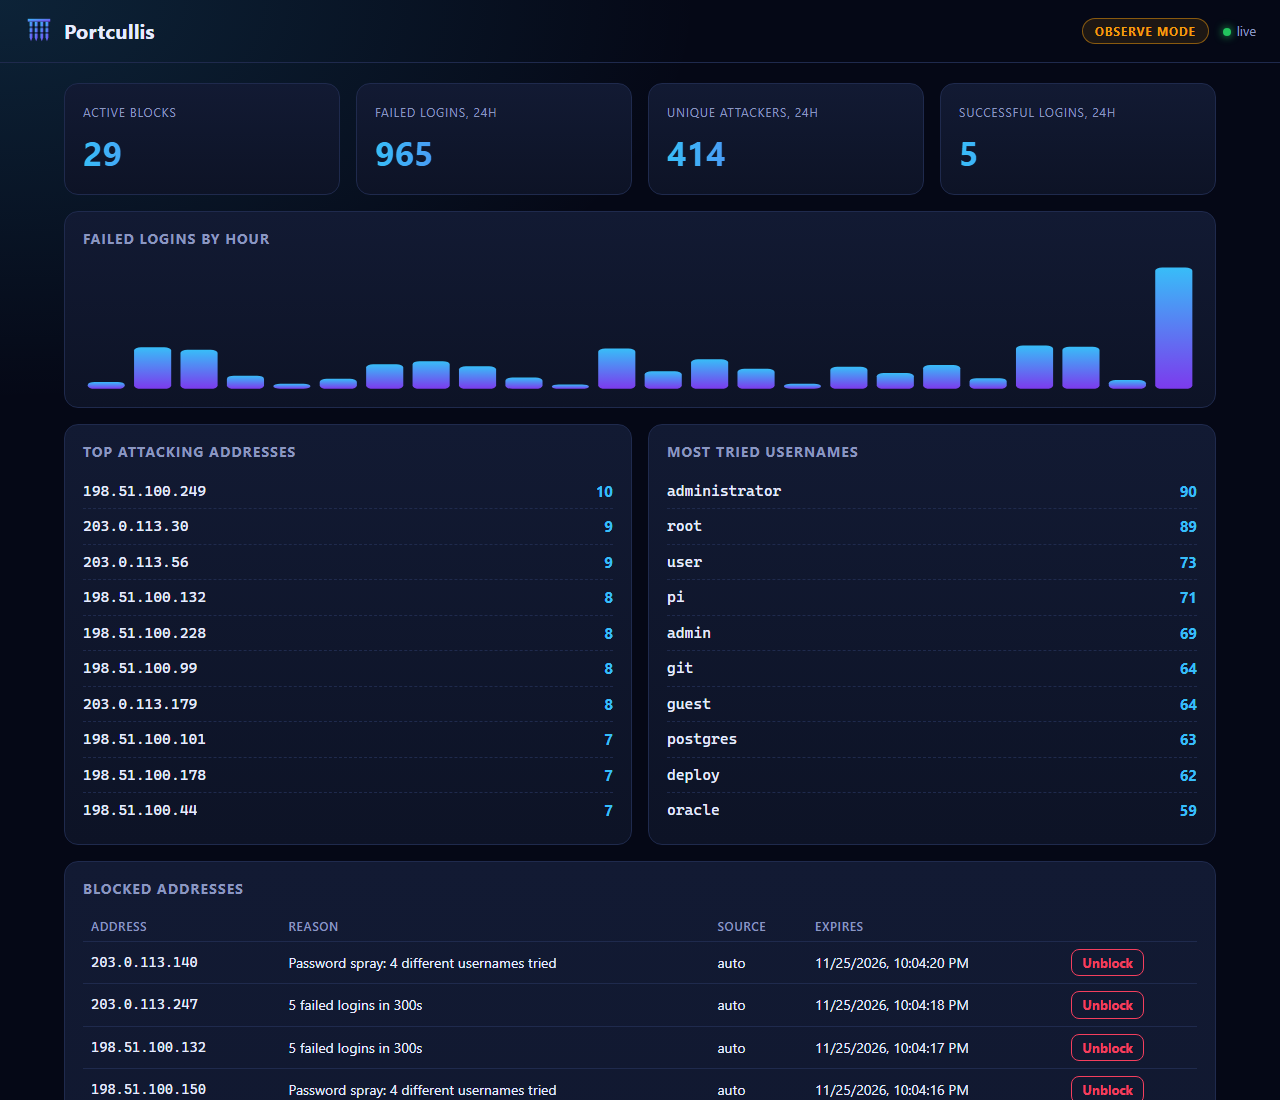 Portcullis
OBSERVE MODE
live
ACTIVE BLOCKS
29
FAILED LOGINS, 24H
965
UNIQUE ATTACKERS, 24H
414
SUCCESSFUL LOGINS, 24H
5
FAILED LOGINS BY HOUR
TOP ATTACKING ADDRESSES
198.51.100.249 10
203.0.113.30 9
203.0.113.56 9
198.51.100.132 8
198.51.100.228 8
198.51.100.99 8
203.0.113.179 8
198.51.100.101 7
198.51.100.178 7
198.51.100.44 7
MOST TRIED USERNAMES
administrator 90
root 89
user 73
pi 71
admin 69
git 64
guest 64
postgres 63
deploy 62
oracle 59
BLOCKED ADDRESSES
ADDRESS REASON SOURCE EXPIRES
203.0.113.140 Password spray: 4 different usernames tried auto 11/25/2026, 10:04:20 PM Unblock
203.0.113.247 5 failed logins in 300s auto 11/25/2026, 10:04:18 PM Unblock
198.51.100.132 5 failed logins in 300s auto 11/25/2026, 10:04:17 PM Unblock
198.51.100.150 Password spray: 4 different usernames tried auto 11/25/2026, 10:04:16 PM Unblock